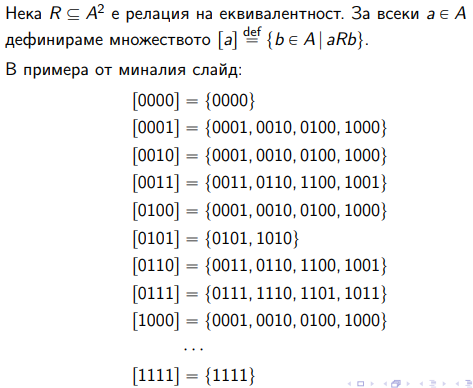 Нека R ⊆ A² е релация на еквивалентност. За всеки a ∈ A
дефинираме множеството [a] ≝ {b ∈ A | aRb}.
В примера от миналия слайд:
[0000] = {0000}
[0001] = {0001, 0010, 0100, 1000}
[0010] = {0001, 0010, 0100, 1000}
[0011] = {0011, 0110, 1100, 1001}
[0100] = {0001, 0010, 0100, 1000}
[0101] = {0101, 1010}
[0110] = {0011, 0110, 1100, 1001}
[0111] = {0111, 1110, 1101, 1011}
[1000] = {0001, 0010, 0100, 1000}
...
[1111] = {1111}